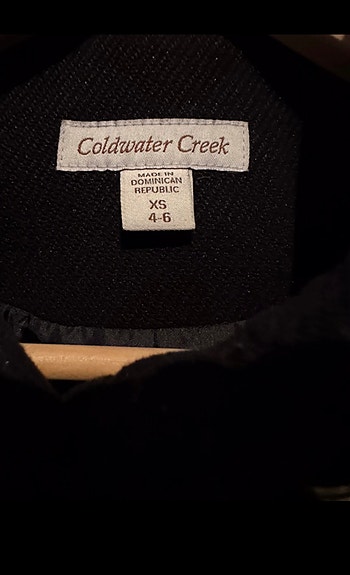 Coldwater Creek
MADE IN
DOMINICAN
REPUBLIC
XS
4-6